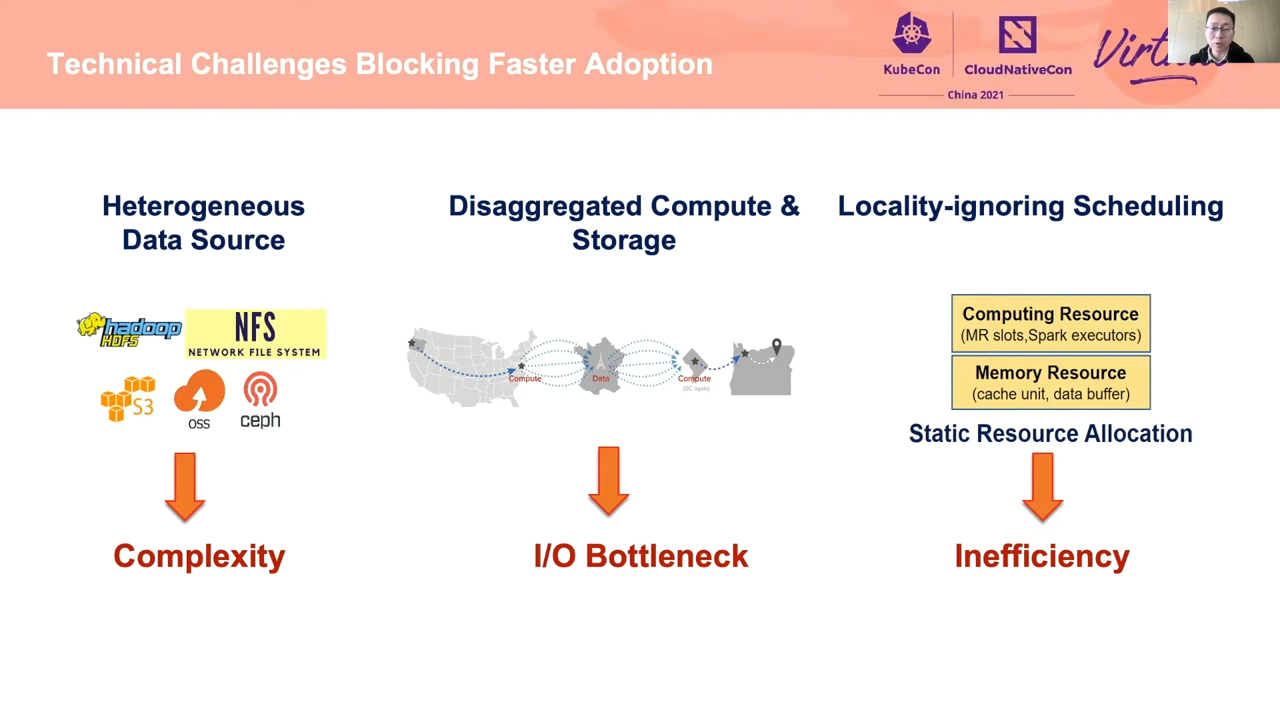 Technical Challenges Blocking Faster Adoption
KubeCon
CloudNativeCon
China 2021
Heterogeneous
Data Source
hadoop
HDFS
NFS
NETWORK FILE SYSTEM
S3
OSS
ceph
Complexity
Disaggregated Compute &
Storage
Compute
Data
Compute
(DC again)
I/O Bottleneck
Locality-ignoring Scheduling
Computing Resource
(MR slots,Spark executors)
Memory Resource
(cache unit, data buffer)
Static Resource Allocation
Inefficiency